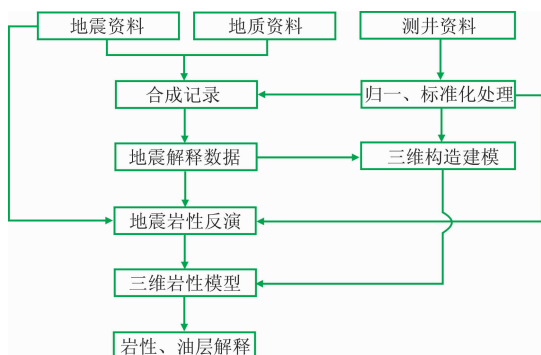 地震资料
地质资料
测井资料
合成记录
归一、标准化处理
地震解释数据
三维构造建模
地震岩性反演
三维岩性模型
岩性、油层解释